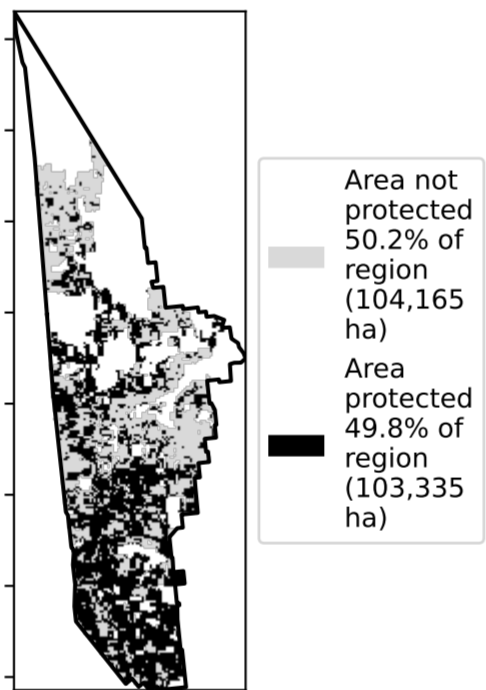 Area not
protected
50.2% of
region
(104,165
ha)
Area
protected
49.8% of
region
(103,335
ha)